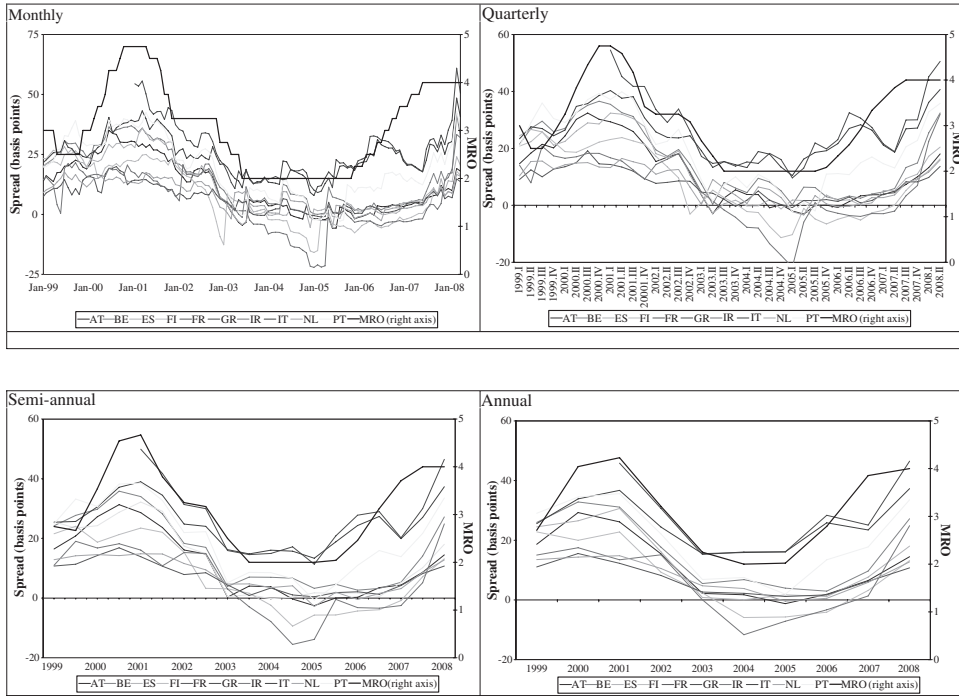 Monthly
Spread (basis points)
75
50
25
0
-25
5
4
3
2
1
0
MRO
Jan-99 Jan-00 Jan-01 Jan-02 Jan-03 Jan-04 Jan-05 Jan-06 Jan-07 Jan-08
AT BE ES FI FR GR IR IT NL PT MRO (right axis)
Quarterly
Spread (basis points)
60
40
20
0
-20
5
4
3
2
1
0
MRO
1999.I
1999.II
1999.III
1999.IV
2000.I
2000.II
2000.III
2000.IV
2001.I
2001.II
2001.III
20001.IV
2002.I
2002.II
2002.III
2002.IV
2003.I
2003.II
2003.III
2003.IV
2004.I
2004.II
2004.III
2004.IV
2005.I
2005.II
2005.III
2005.IV
2006.I
2006.II
2006.III
2006.IV
2007.I
2007.II
2007.III
2007.IV
2008.I
2008.II
AT BE ES FI FR GR IR IT NL PT MRO (right axis)
Semi-annual
Spread (basis points)
60
40
20
0
-20
5
4
3
2
1
0
MRO
1999 2000 2001 2002 2003 2004 2005 2006 2007 2008
AT BE ES FI FR GR IR IT NL PT MRO(right axis)
Annual
Spread (basis points)
60
40
20
0
-20
5
4
3
2
1
0
MRO
1999 2000 2001 2002 2003 2004 2005 2006 2007 2008
AT BE ES FI FR GR IR IT NL PT MRO (right axis)